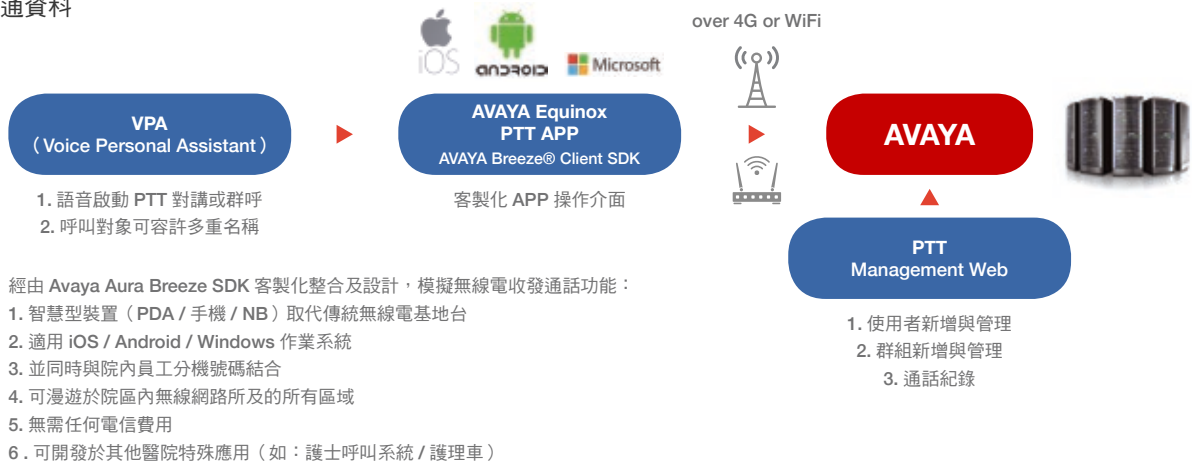 通資料
iOS
ANDROID
Microsoft
over 4G or WiFi
VPA
（Voice Personal Assistant）
1. 語音啟動 PTT 對講或群呼
2. 呼叫對象可容許多重名稱
AVAYA Equinox
PTT APP
AVAYA Breeze® Client SDK
客製化 APP 操作介面
AVAYA
PTT
Management Web
1. 使用者新增與管理
2. 群組新增與管理
3. 通話紀錄
經由 Avaya Aura Breeze SDK 客製化整合及設計，模擬無線電收發通話功能：
1. 智慧型裝置（PDA / 手機 / NB）取代傳統無線電基地台
2. 適用 iOS / Android / Windows 作業系統
3. 並同時與院內員工分機號碼結合
4. 可漫遊於院區內無線網路所及的所有區域
5. 無需任何電信費用
6 . 可開發於其他醫院特殊應用（如：護士呼叫系統 / 護理車）